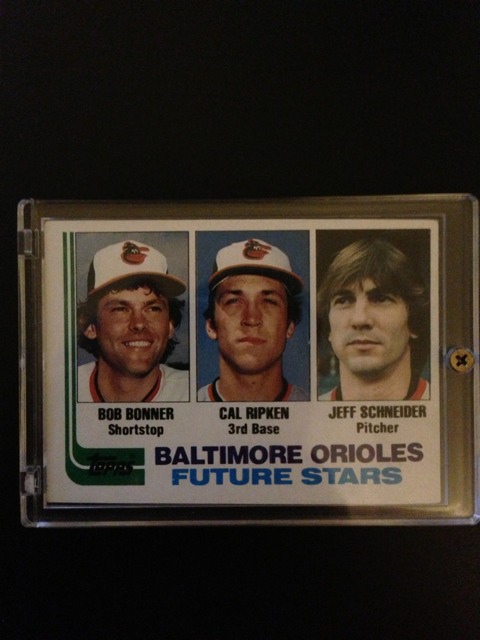 BOB BONNER
Shortstop
CAL RIPKEN
3rd Base
JEFF SCHNEIDER
Pitcher
TOPPS
BALTIMORE ORIOLES
FUTURE STARS